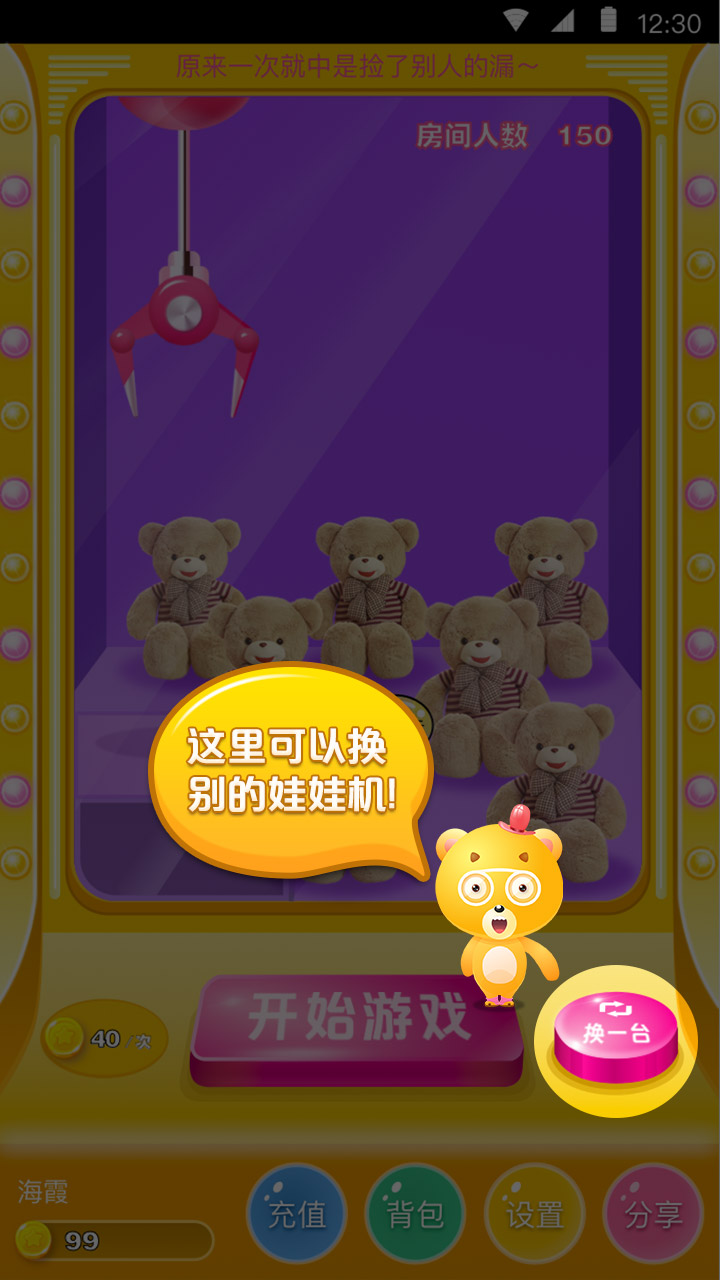 12:30
原来一次就中是捡了别人的漏～
房间人数 150
这里可以换
别的娃娃机!
开始游戏
40/次
换一台
海霞
99
充值
背包
设置
分享